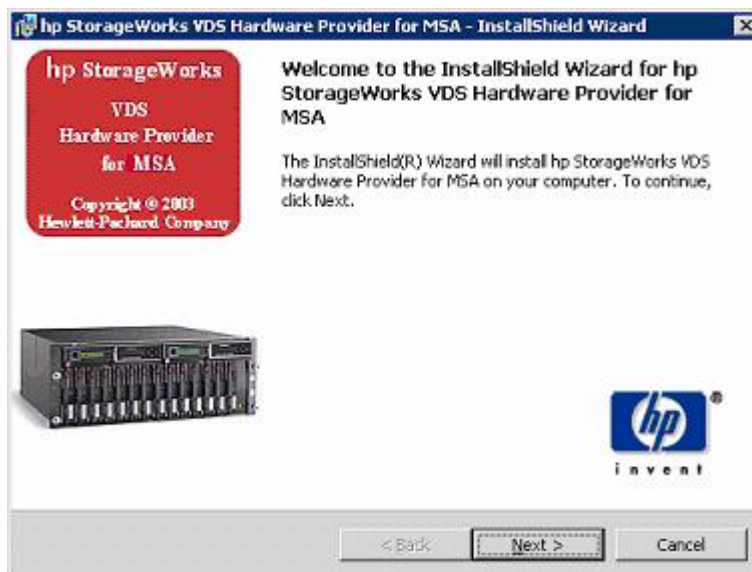 hp StorageWorks VDS Hardware Provider for MSA - InstallShield Wizard
hp StorageWorks
VDS
Hardware Provider
for MSA
Copyright © 2003
Hewlett-Packard Company
Welcome to the InstallShield Wizard for hp
StorageWorks VDS Hardware Provider for
MSA
The InstallShield(R) Wizard will install hp StorageWorks VDS
Hardware Provider for MSA on your computer. To continue,
click Next.
hp ®
invent
< Back
Next >
Cancel